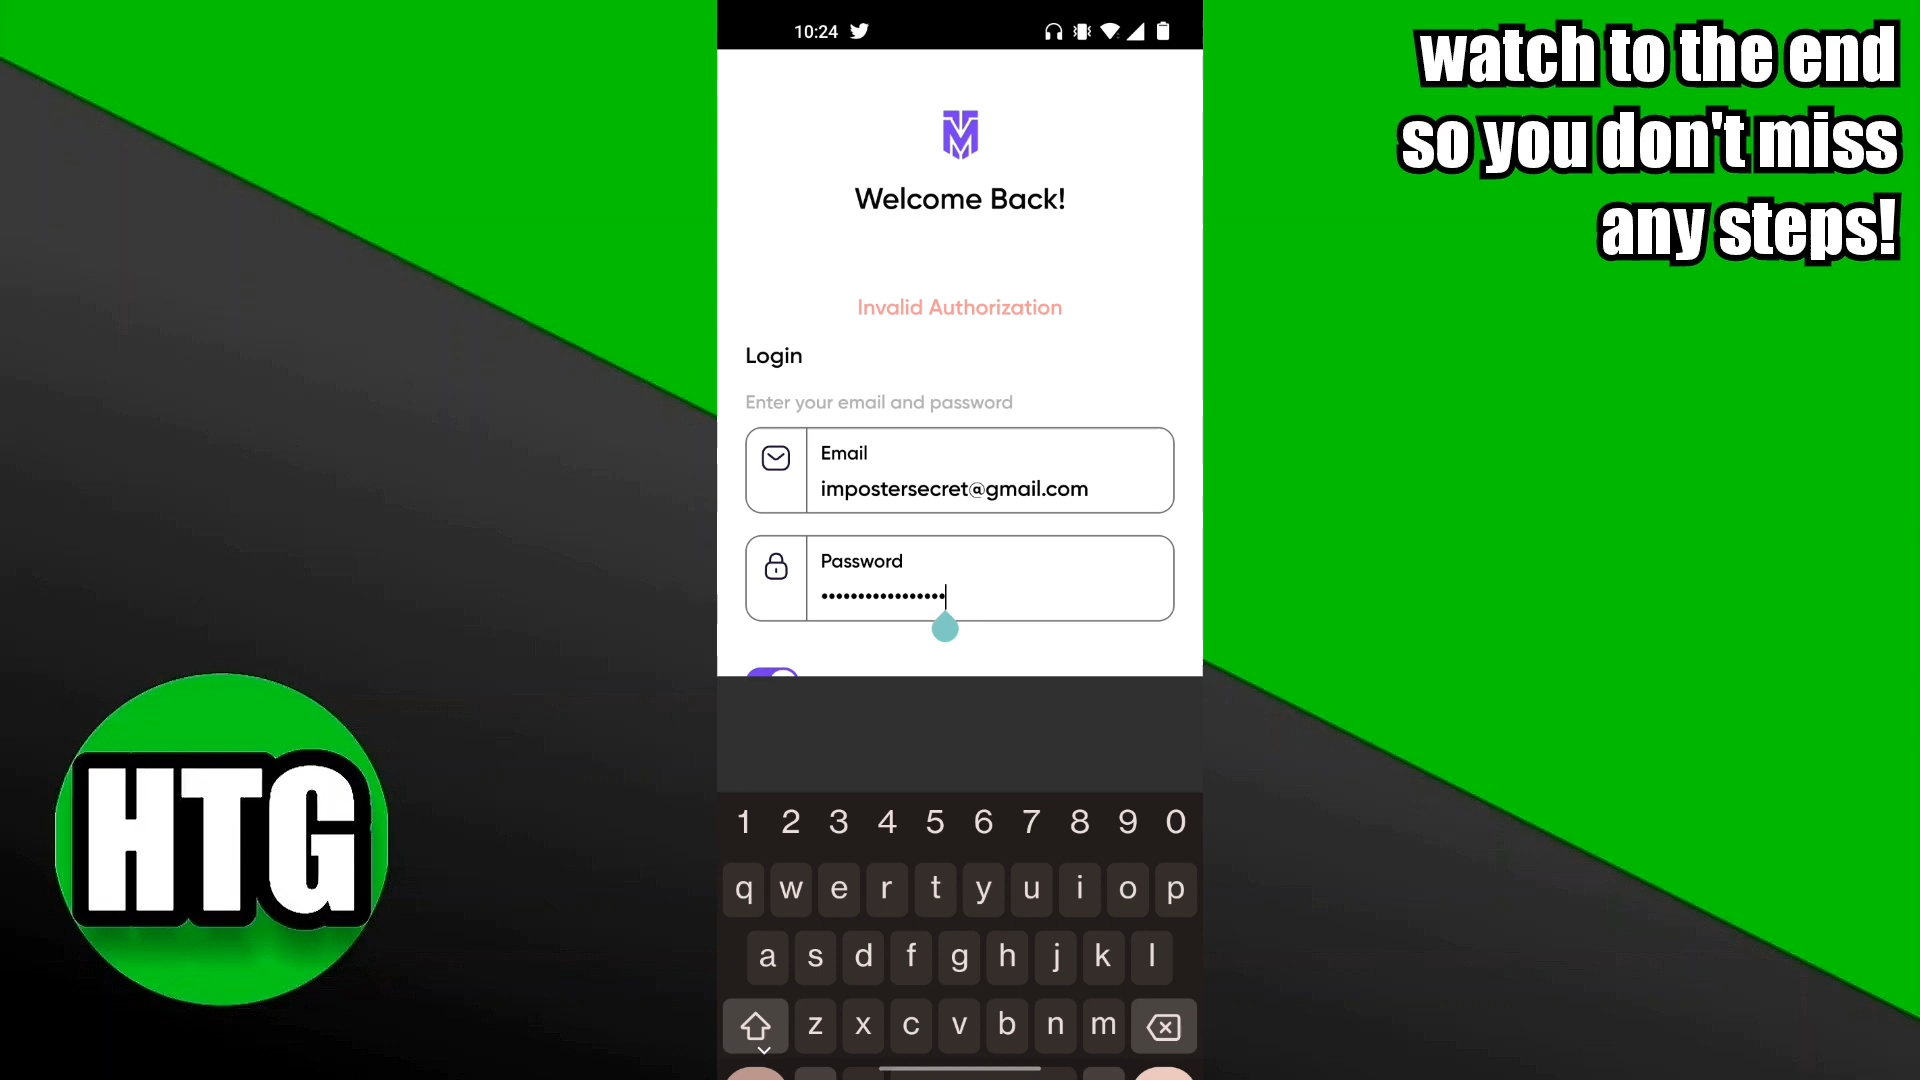 10:24
watch to the end
so you don't miss
any steps!
Welcome Back!
Invalid Authorization
Login
Enter your email and password
Email
impostersecret@gmail.com
Password
•••••••••••••••••
HTG
1 2 3 4 5 6 7 8 9 0
q w e r t y u i o p
a s d f g h j k l
z x c v b n m